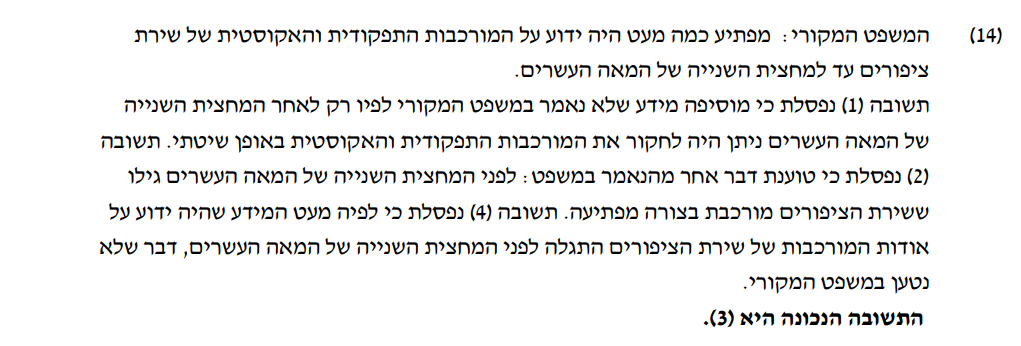 (14) המשפט המקורי: מפתיע כמה מעט היה ידוע על המורכבות התפקודית והאקוסטית של שירת
ציפורים עד למחצית השנייה של המאה העשרים.
תשובה (1) נפסלת כי מוסיפה מידע שלא נאמר במשפט המקורי לפיו רק לאחר המחצית השנייה
של המאה העשרים ניתן היה לחקור את המורכבות התפקודית והאקוסטית באופן שיטתי. תשובה
(2) נפסלת כי טוענת דבר אחר מהנאמר במשפט: לפני המחצית השנייה של המאה העשרים גילו
ששירת הציפורים מורכבת בצורה מפתיעה. תשובה (4) נפסלת כי לפיה מעט המידע שהיה ידוע על
אודות המורכבות של שירת הציפורים התגלה לפני המחצית השנייה של המאה העשרים, דבר שלא
נטען במשפט המקורי.
התשובה הנכונה היא (3).